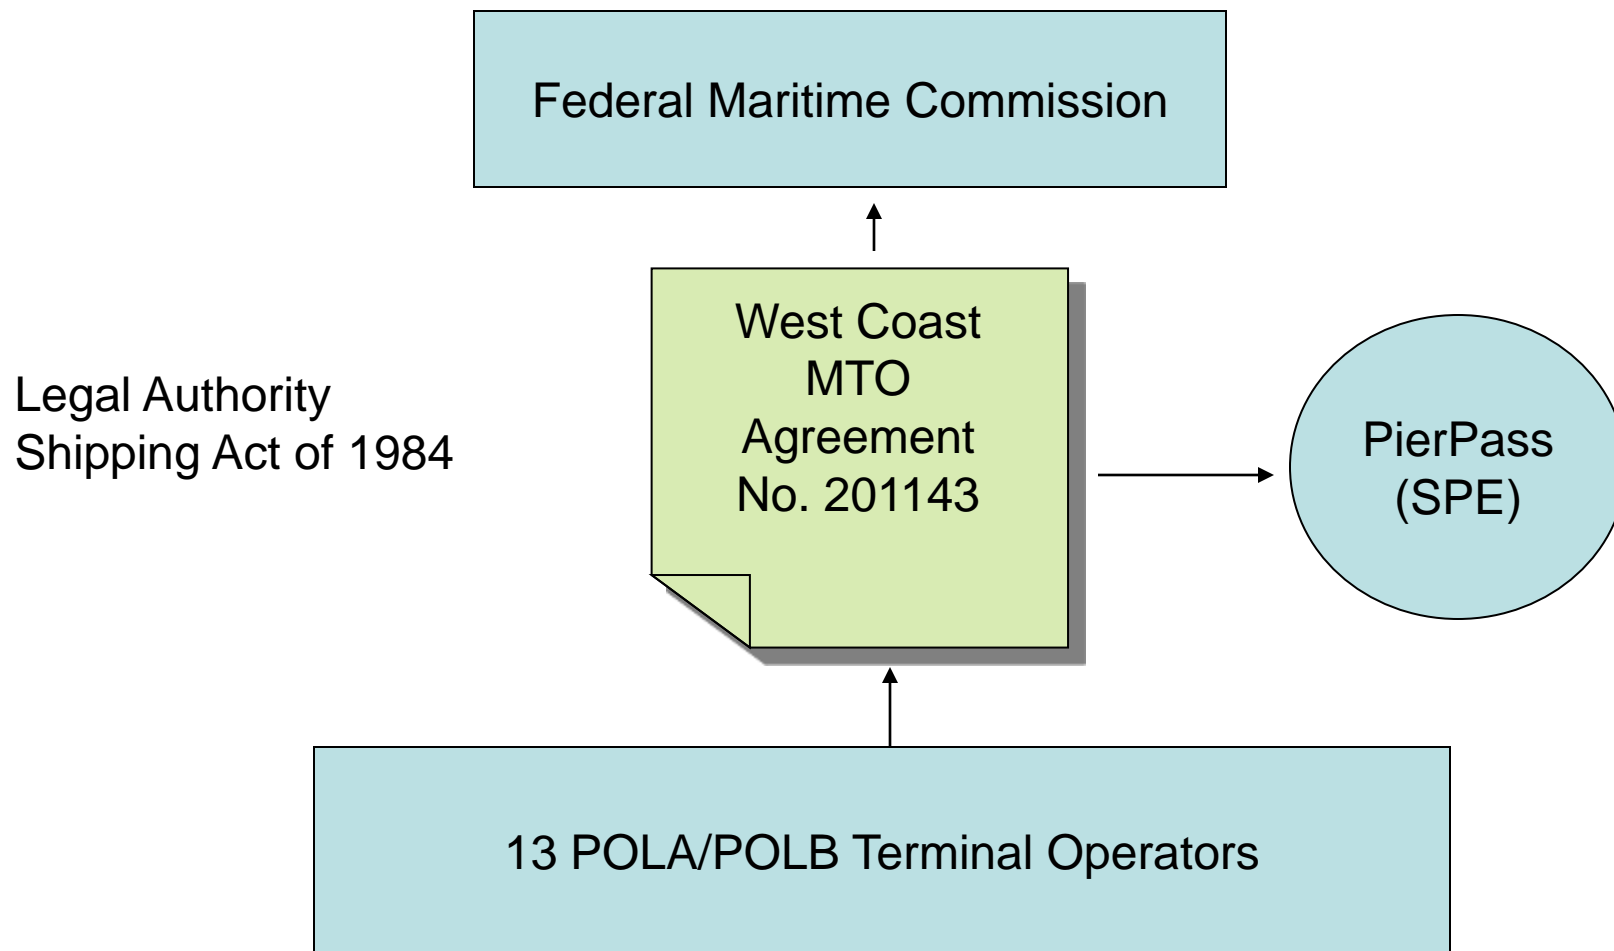 Federal Maritime Commission
West Coast
MTO
Agreement
No. 201143
Legal Authority
Shipping Act of 1984
PierPass
(SPE)
13 POLA/POLB Terminal Operators